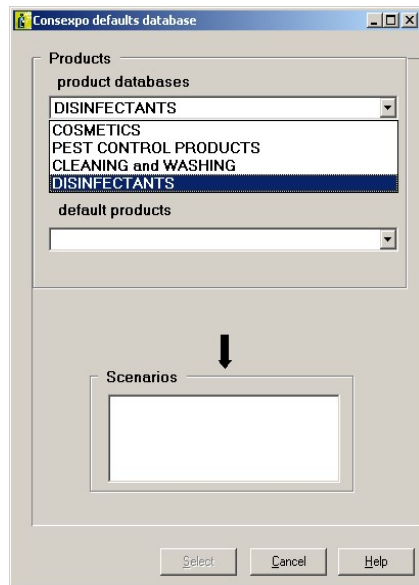 Consexpo defaults database
Products
product databases
DISINFECTANTS
COSMETICS
PEST CONTROL PRODUCTS
CLEANING and WASHING
DISINFECTANTS
default products
Scenarios
Select Cancel Help